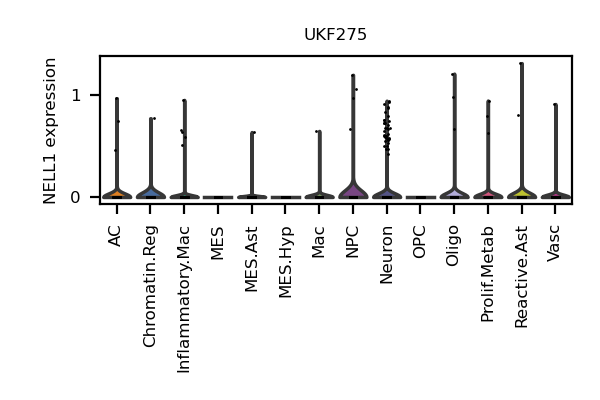 UKF275
NELL1 expression
1
0
AC
Chromatin.Reg
Inflammatory.Mac
MES
MES.Ast
MES.Hyp
Mac
NPC
Neuron
OPC
Oligo
Prolif.Metab
Reactive.Ast
Vasc